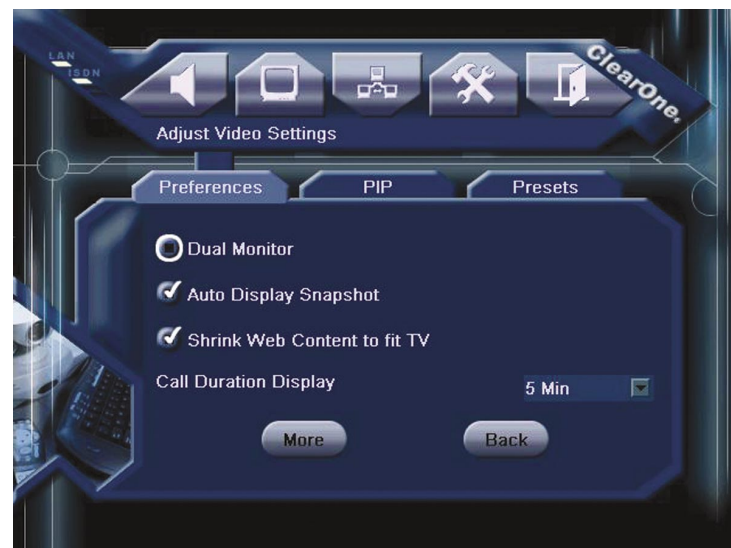 LAN
ISDN
ClearOne.
Adjust Video Settings
Preferences
PIP
Presets
Dual Monitor
Auto Display Snapshot
Shrink Web Content to fit TV
Call Duration Display
5 Min
More
Back